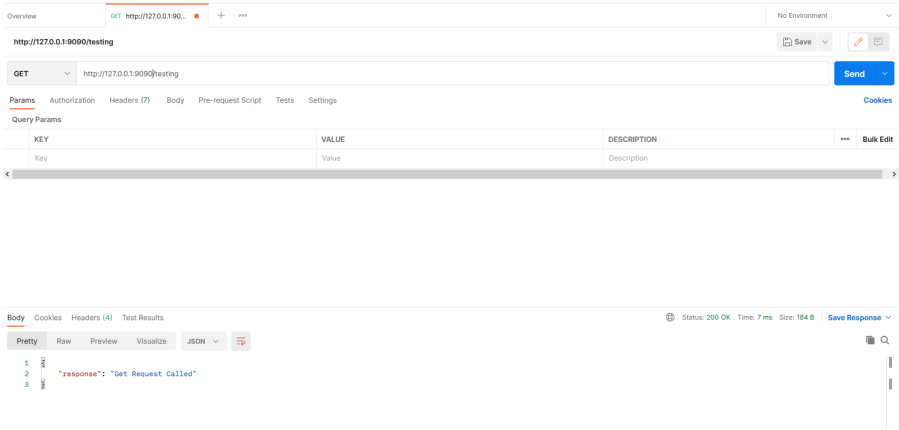 Overview GET http://127.0.0.1:90... No Environment
http://127.0.0.1:9090/testing Save
GET http://127.0.0.1:9090/testing Send
Params Authorization Headers (7) Body Pre-request Script Tests Settings Cookies
Query Params
KEY VALUE DESCRIPTION ••• Bulk Edit
Key Value Description
Body Cookies Headers (4) Test Results Status: 200 OK Time: 7 ms Size: 184 B Save Response
Pretty Raw Preview Visualize JSON
1
2 "response": "Get Request Called"
3